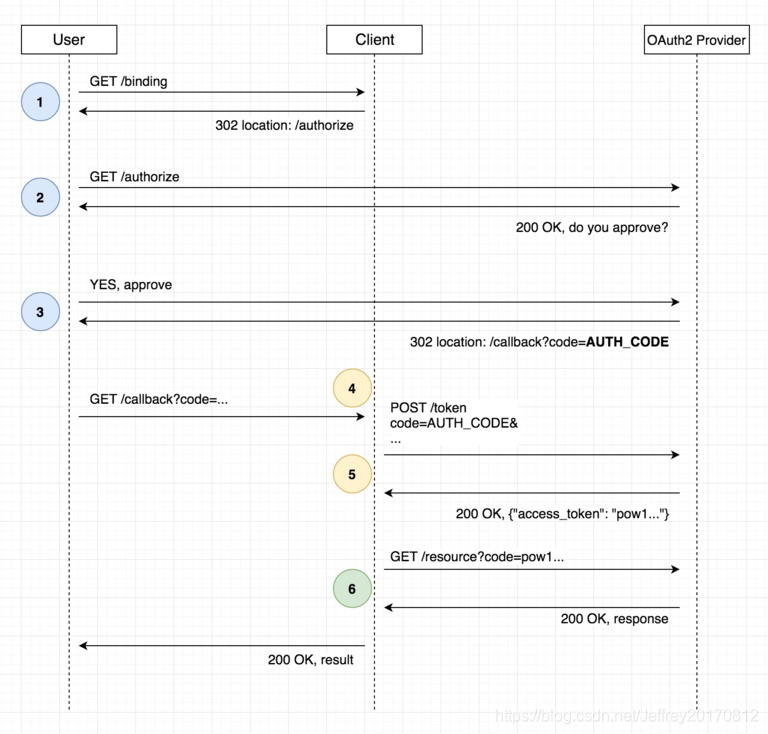 User
Client
OAuth2 Provider
GET /binding
1
302 location: /authorize
GET /authorize
2
200 OK, do you approve?
YES, approve
3
302 location: /callback?code=AUTH_CODE
4
GET /callback?code=...
POST /token
code=AUTH_CODE&
...
5
200 OK, {"access_token": "pow1..."}
GET /resource?code=pow1...
6
200 OK, response
200 OK, result
https://blog.csdn.net/Jeffrey20170812